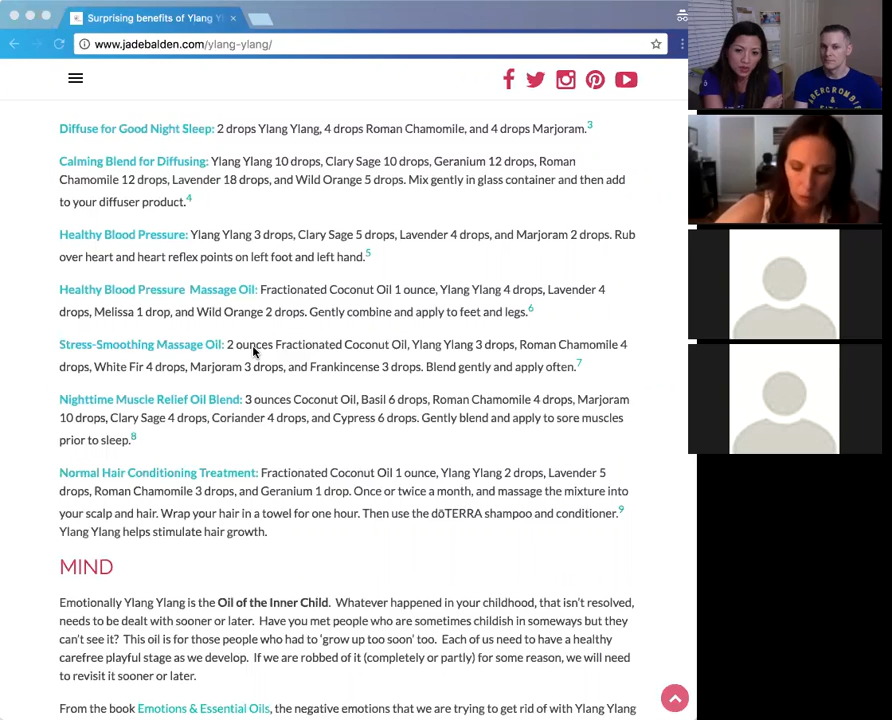 Surprising benefits of Ylang Y
www.jadebalden.com/ylang-ylang/
Diffuse for Good Night Sleep: 2 drops Ylang Ylang, 4 drops Roman Chamomile, and 4 drops Marjoram.3
Calming Blend for Diffusing: Ylang Ylang 10 drops, Clary Sage 10 drops, Geranium 12 drops, Roman
Chamomile 12 drops, Lavender 18 drops, and Wild Orange 5 drops. Mix gently in glass container and then add
to your diffuser product.4
Healthy Blood Pressure: Ylang Ylang 3 drops, Clary Sage 5 drops, Lavender 4 drops, and Marjoram 2 drops. Rub
over heart and heart reflex points on left foot and left hand.5
Healthy Blood Pressure Massage Oil: Fractionated Coconut Oil 1 ounce, Ylang Ylang 4 drops, Lavender 4
drops, Melissa 1 drop, and Wild Orange 2 drops. Gently combine and apply to feet and legs.6
Stress-Smoothing Massage Oil: 2 ounces Fractionated Coconut Oil, Ylang Ylang 3 drops, Roman Chamomile 4
drops, White Fir 4 drops, Marjoram 3 drops, and Frankincense 3 drops. Blend gently and apply often.7
Nighttime Muscle Relief Oil Blend: 3 ounces Coconut Oil, Basil 6 drops, Roman Chamomile 4 drops, Marjoram
10 drops, Clary Sage 4 drops, Coriander 4 drops, and Cypress 6 drops. Gently blend and apply to sore muscles
prior to sleep.8
Normal Hair Conditioning Treatment: Fractionated Coconut Oil 1 ounce, Ylang Ylang 2 drops, Lavender 5
drops, Roman Chamomile 3 drops, and Geranium 1 drop. Once or twice a month, and massage the mixture into
your scalp and hair. Wrap your hair in a towel for one hour. Then use the dōTERRA shampoo and conditioner.9
Ylang Ylang helps stimulate hair growth.
MIND
Emotionally Ylang Ylang is the Oil of the Inner Child. Whatever happened in your childhood, that isn't resolved,
needs to be dealt with sooner or later. Have you met people who are sometimes childish in someways but they
can't see it? This oil is for those people who had to 'grow up too soon' too. Each of us need to have a healthy
carefree playful stage as we develop. If we are robbed of it (completely or partly) for some reason, we will need
to revisit it sooner or later.
From the book Emotions & Essential Oils, the negative emotions that we are trying to get rid of with Ylang Ylang